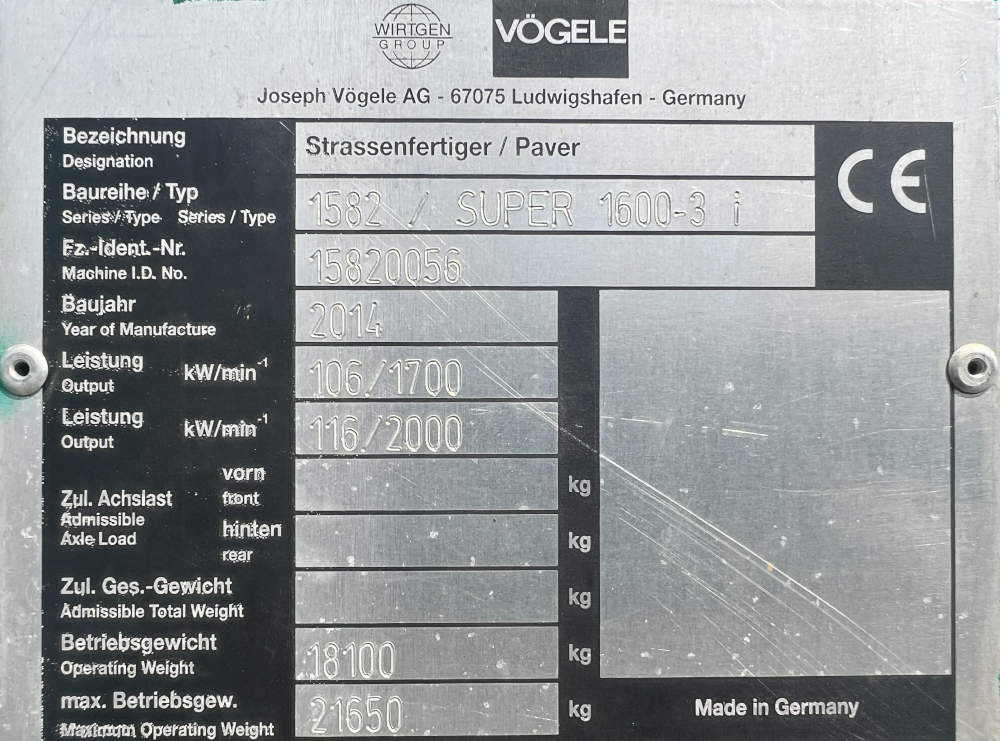 WIRTGEN
GROUP
VÖGELE
Joseph Vögele AG - 67075 Ludwigshafen - Germany
Bezeichnung
Designation
Strassenfertiger / Paver
CE
Baureihe / Typ
Series / Type Series / Type
1582 / SUPER 1600-3 i
Fz.-Ident.-Nr.
Machine I.D. No.
15820056
Baujahr
Year of Manufacture
2014
Leistung kW/min⁻¹
Output
106/1700
Leistung kW/min⁻¹
Output
116/2000
Zul. Achslast
Admissible
Axle Load
vorn
front
kg
hinten
rear
kg
Zul. Ges.-Gewicht
Admissible Total Weight
kg
Betriebsgewicht
Operating Weight
18100 kg
max. Betriebsgew.
Maximum Operating Weight
21650 kg
Made in Germany